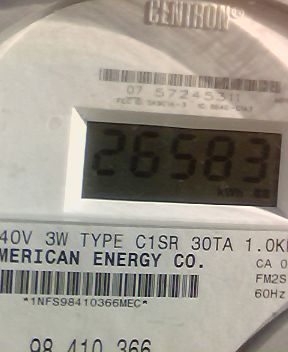 CENTRON®
07 57245311
26583
kWh
40V 3W TYPE C1SR 30TA 1.0K
MERICAN ENERGY CO.
CA 0
FM2S
*1NFS98410366MEC*
60Hz
98 410 366